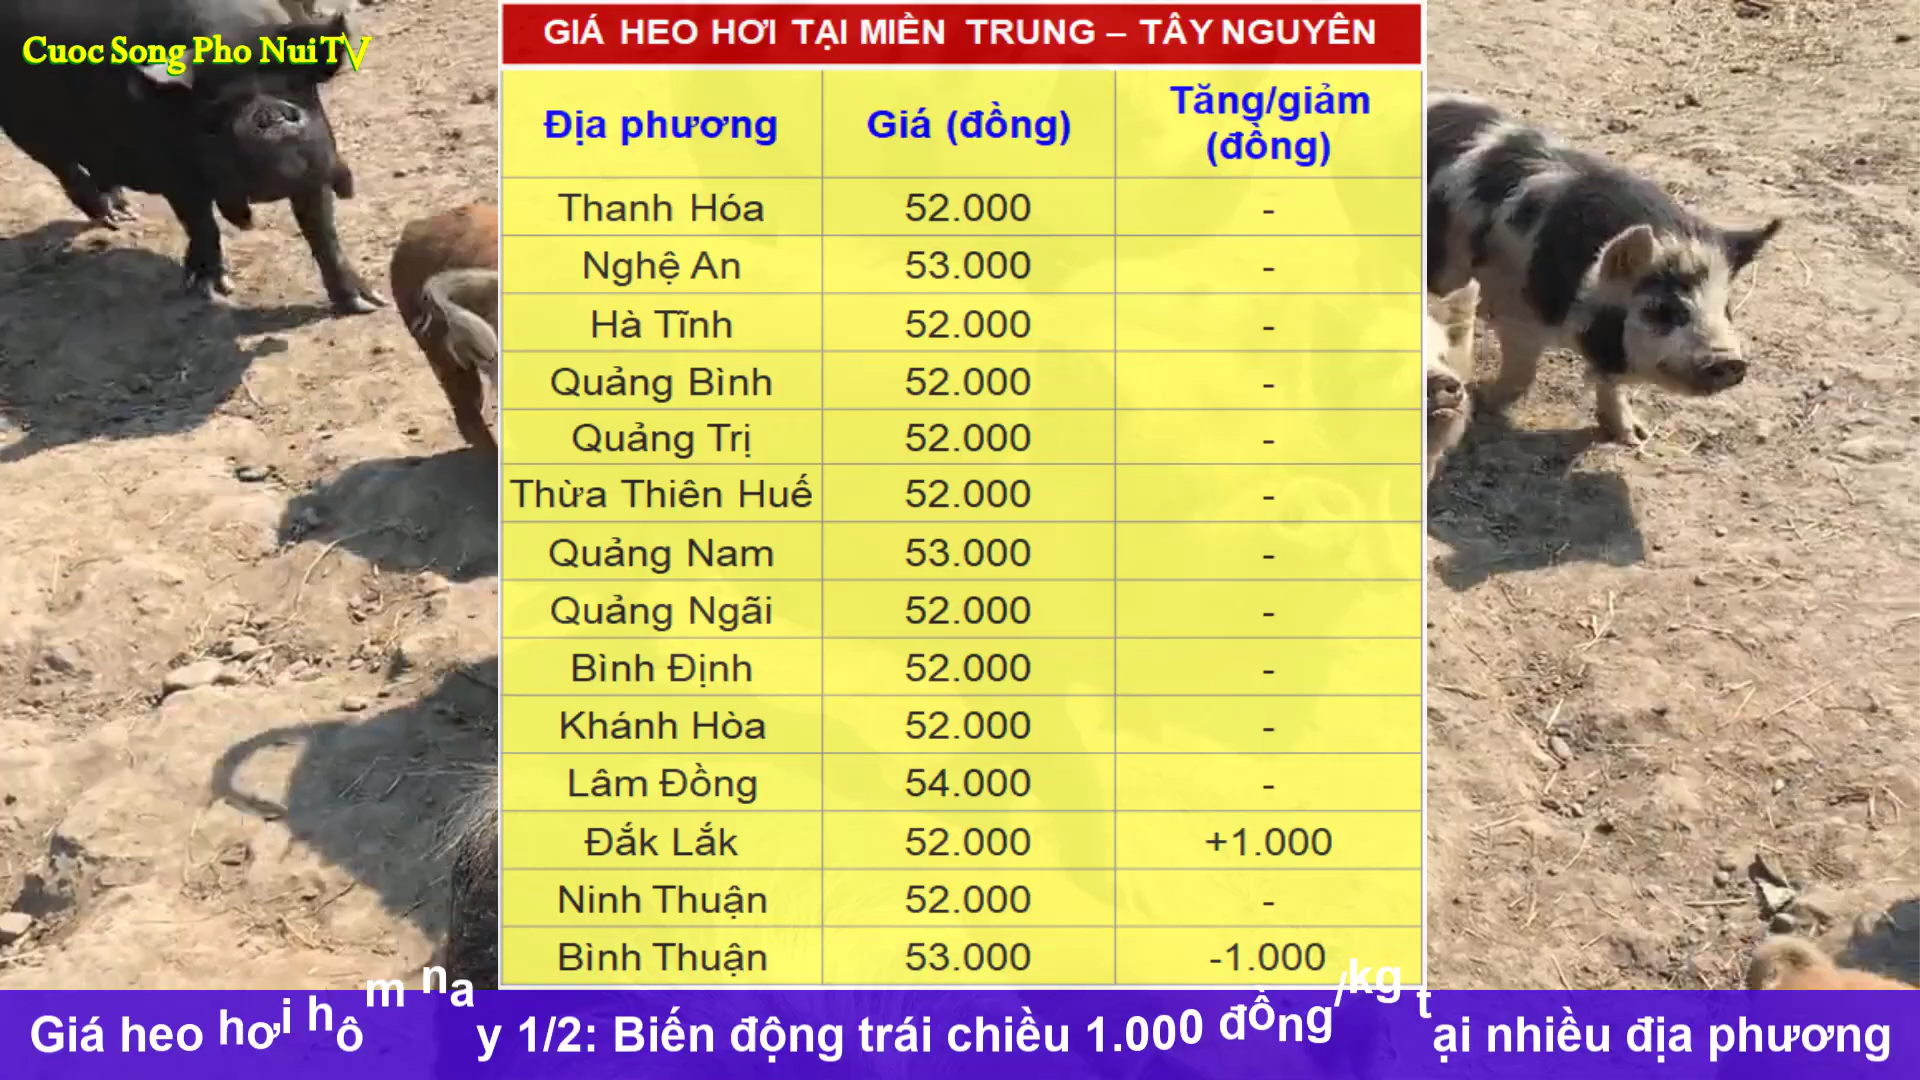 Cuoc Song Pho Nui TV
GIÁ HEO HƠI TẠI MIỀN TRUNG – TÂY NGUYÊN
Địa phương Giá (đồng) Tăng/giảm (đồng)
Thanh Hóa 52.000 -
Nghệ An 53.000 -
Hà Tĩnh 52.000 -
Quảng Bình 52.000 -
Quảng Trị 52.000 -
Thừa Thiên Huế 52.000 -
Quảng Nam 53.000 -
Quảng Ngãi 52.000 -
Bình Định 52.000 -
Khánh Hòa 52.000 -
Lâm Đồng 54.000 -
Đắk Lắk 52.000 +1.000
Ninh Thuận 52.000 -
Bình Thuận 53.000 -1.000
Giá heo hơi hôm nay 1/2: Biến động trái chiều 1.000 đồng/kg tại nhiều địa phương